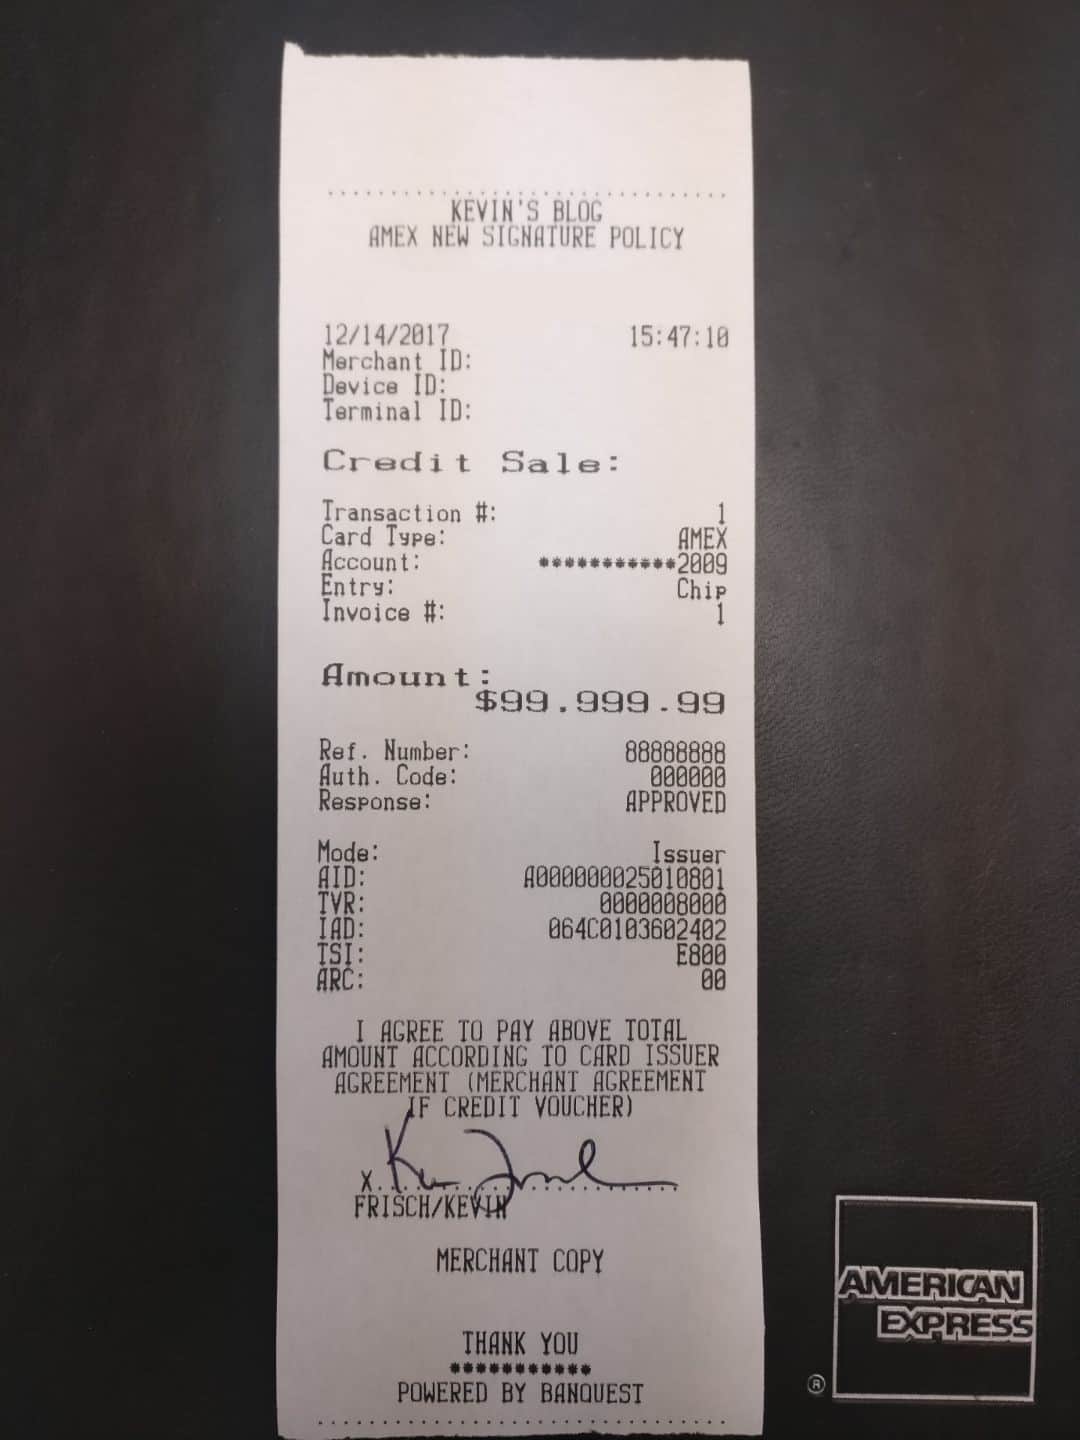 KEVIN'S BLOG
AMEX NEW SIGNATURE POLICY
12/14/2017 15:47:10
Merchant ID:
Device ID:
Terminal ID:
Credit Sale:
Transaction #: 1
Card Type: AMEX
Account: ***********2009
Entry: Chip
Invoice #: 1
Amount:
$99,999.99
Ref. Number: 88888888
Auth. Code: 000000
Response: APPROVED
Mode: Issuer
AID: A000000025010801
TVR: 0000008000
IAD: 064C0103602402
TSI: E800
ARC: 00
I AGREE TO PAY ABOVE TOTAL
AMOUNT ACCORDING TO CARD ISSUER
AGREEMENT (MERCHANT AGREEMENT
IF CREDIT VOUCHER)
X
FRISCH/KEVIN
MERCHANT COPY
THANK YOU
***********
POWERED BY BANQUEST
AMERICAN
EXPRESS
®